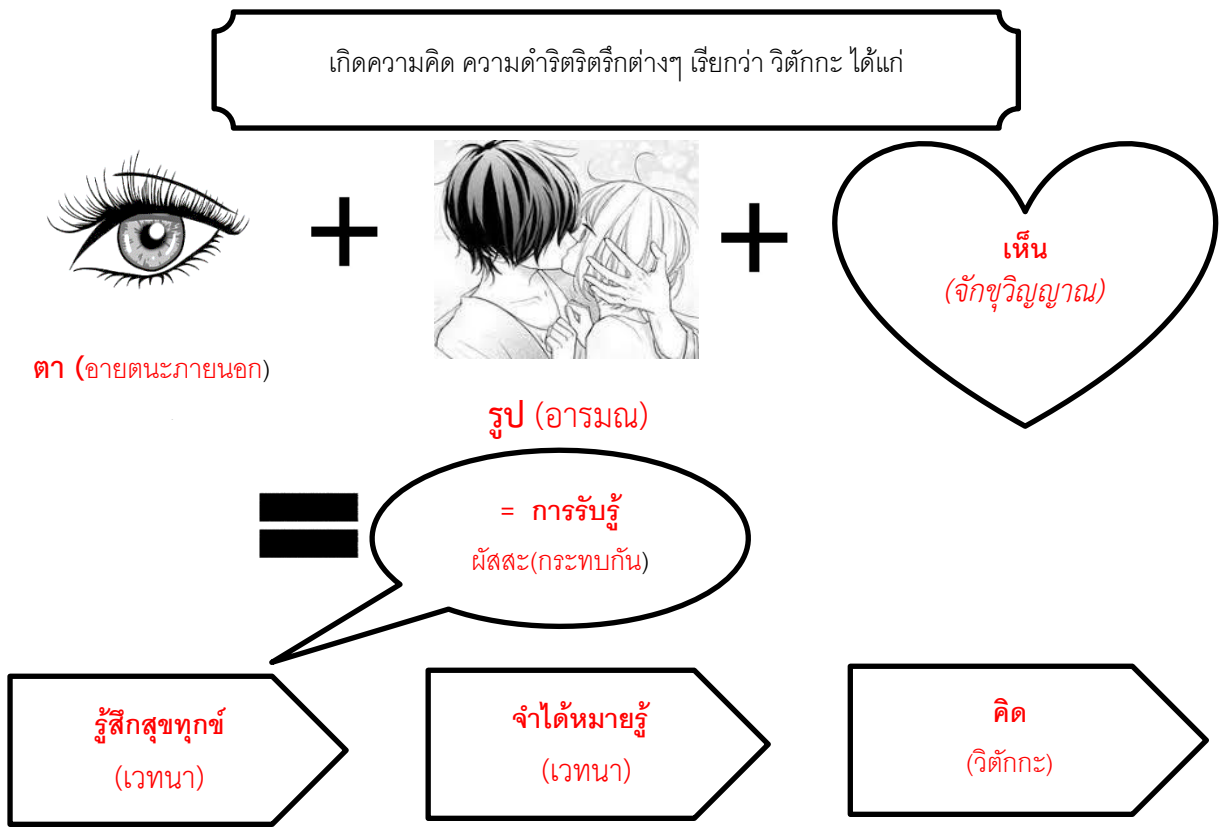 เกิดความคิด ความดำริตริตรึกต่างๆ เรียกว่า วิตักกะ ได้แก่
เห็น
(จักขุวิญญาณ)
ตา (อายตนะภายนอก)
รูป (อารมณ)
= การรับรู้
ผัสสะ(กระทบกัน)
รู้สึกสุขทุกข์
(เวทนา)
จำได้หมายรู้
(เวทนา)
คิด
(วิตักกะ)